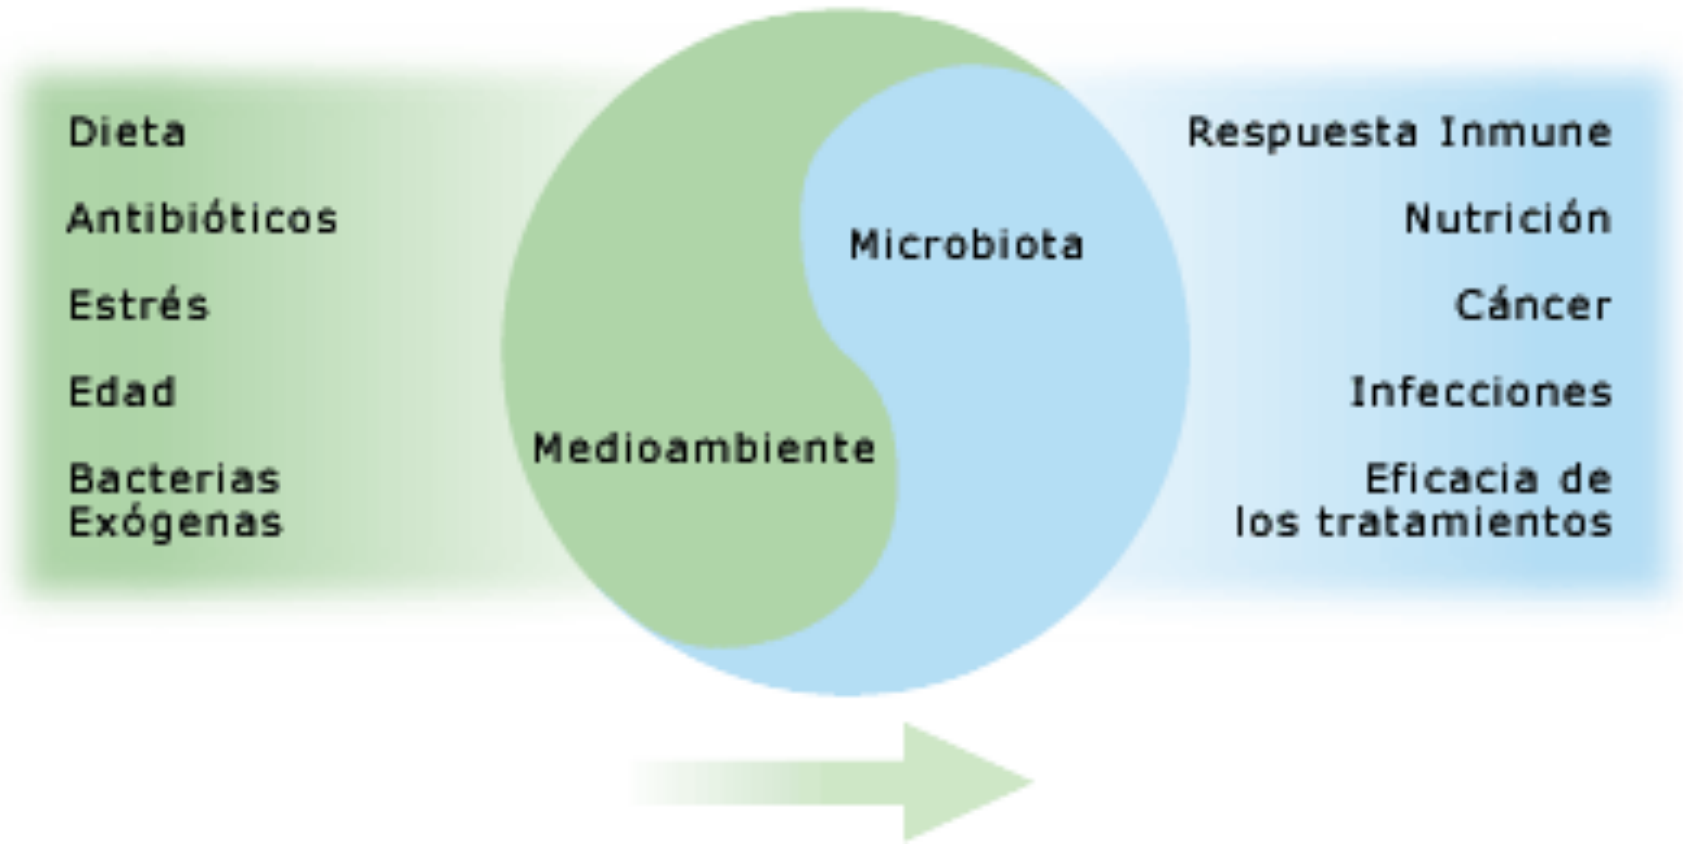 Dieta
Antibióticos
Estrés
Edad
Bacterias
Exógenas
Medioambiente
Microbiota
Respuesta Inmune
Nutrición
Cáncer
Infecciones
Eficacia de
los tratamientos